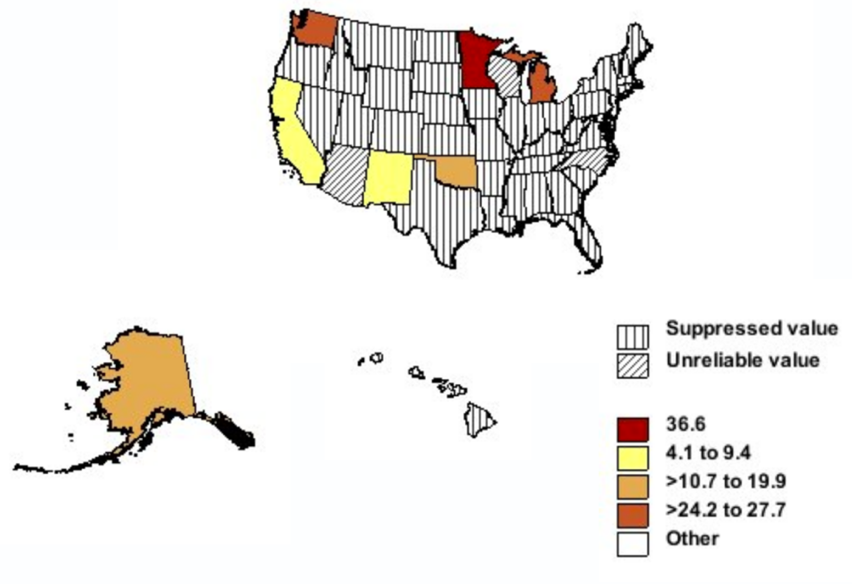 Suppressed value
Unreliable value
36.6
4.1 to 9.4
>10.7 to 19.9
>24.2 to 27.7
Other